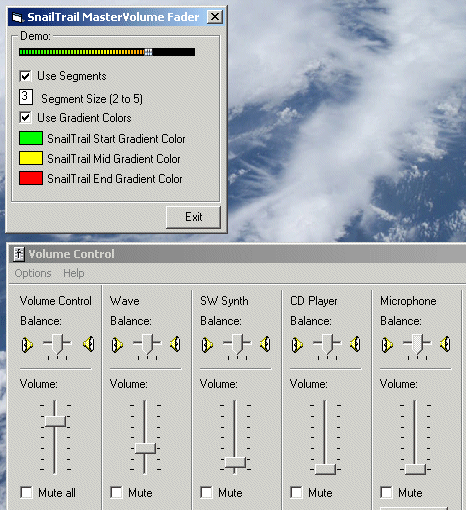 SnailTrail MasterVolume Fader
Demo:
Use Segments
3 Segment Size (2 to 5)
Use Gradient Colors
SnailTrail Start Gradient Color
SnailTrail Mid Gradient Color
SnailTrail End Gradient Color
Exit
Volume Control
Options Help
Volume Control Wave SW Synth CD Player Microphone
Balance: Balance: Balance: Balance: Balance:
Volume: Volume: Volume: Volume: Volume:
Mute all Mute Mute Mute Mute